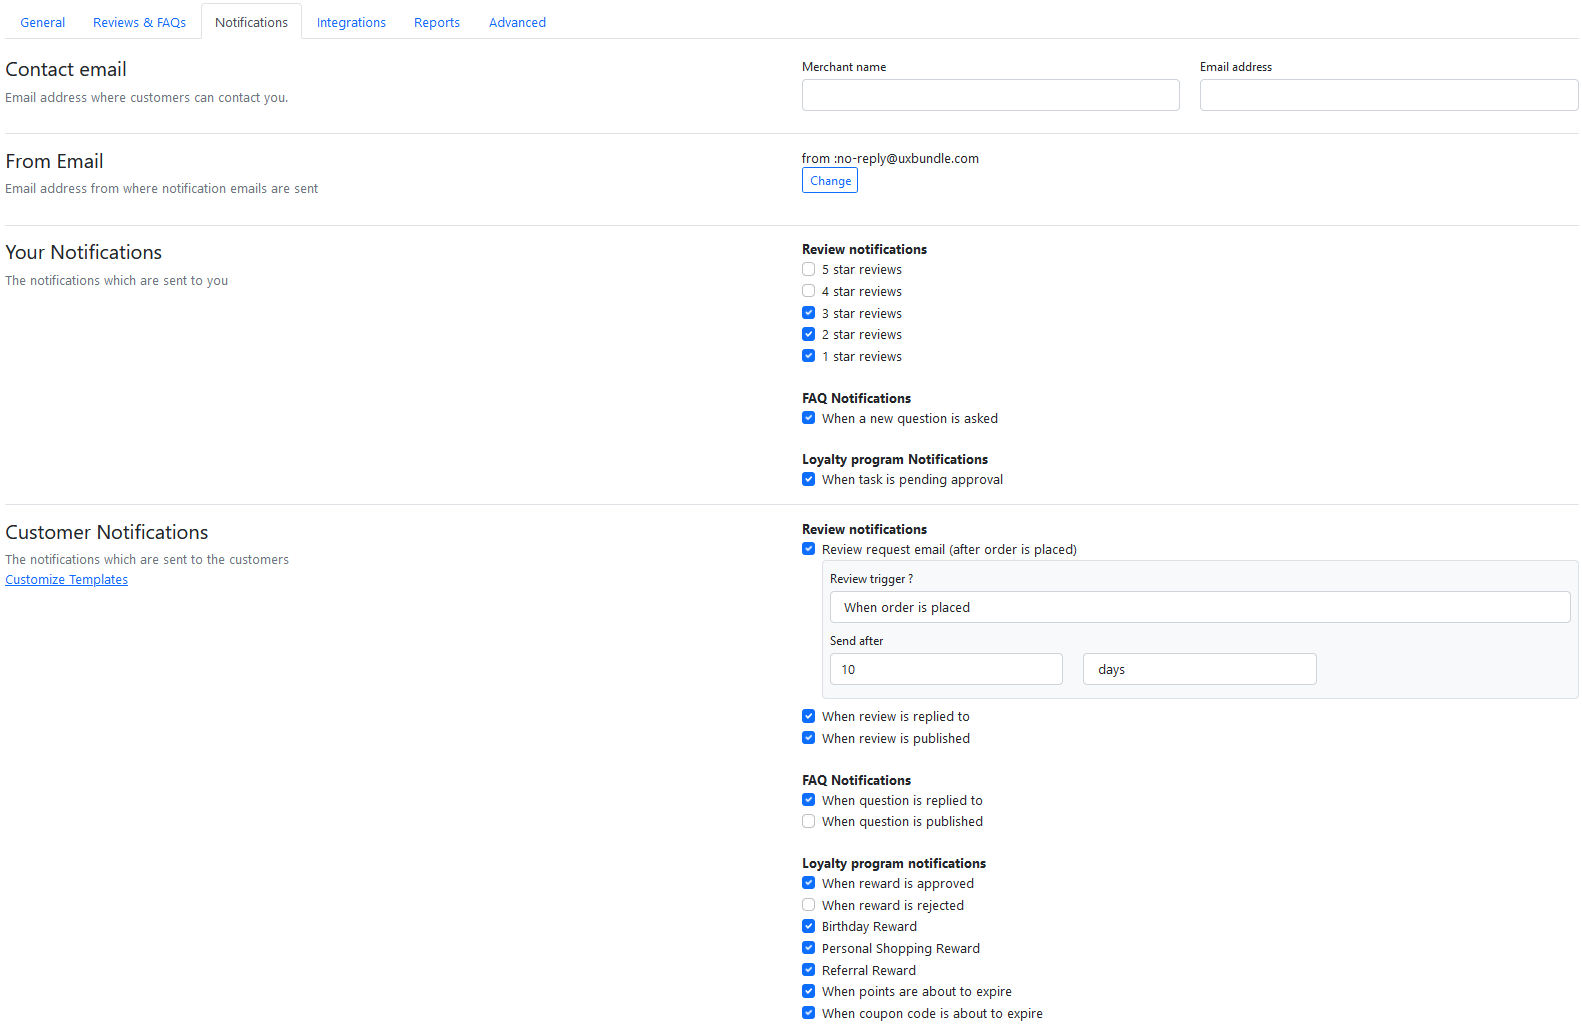 General
Reviews & FAQs
Notifications
Integrations
Reports
Advanced
Contact email
Email address where customers can contact you.
Merchant name
Email address
From Email
Email address from where notification emails are sent
from :no-reply@uxbundle.com
Change
Your Notifications
The notifications which are sent to you
Review notifications
5 star reviews
4 star reviews
3 star reviews
2 star reviews
1 star reviews
FAQ Notifications
When a new question is asked
Loyalty program Notifications
When task is pending approval
Customer Notifications
The notifications which are sent to the customers
Customize Templates
Review notifications
Review request email (after order is placed)
Review trigger ?
When order is placed
Send after
10
days
When review is replied to
When review is published
FAQ Notifications
When question is replied to
When question is published
Loyalty program notifications
When reward is approved
When reward is rejected
Birthday Reward
Personal Shopping Reward
Referral Reward
When points are about to expire
When coupon code is about to expire